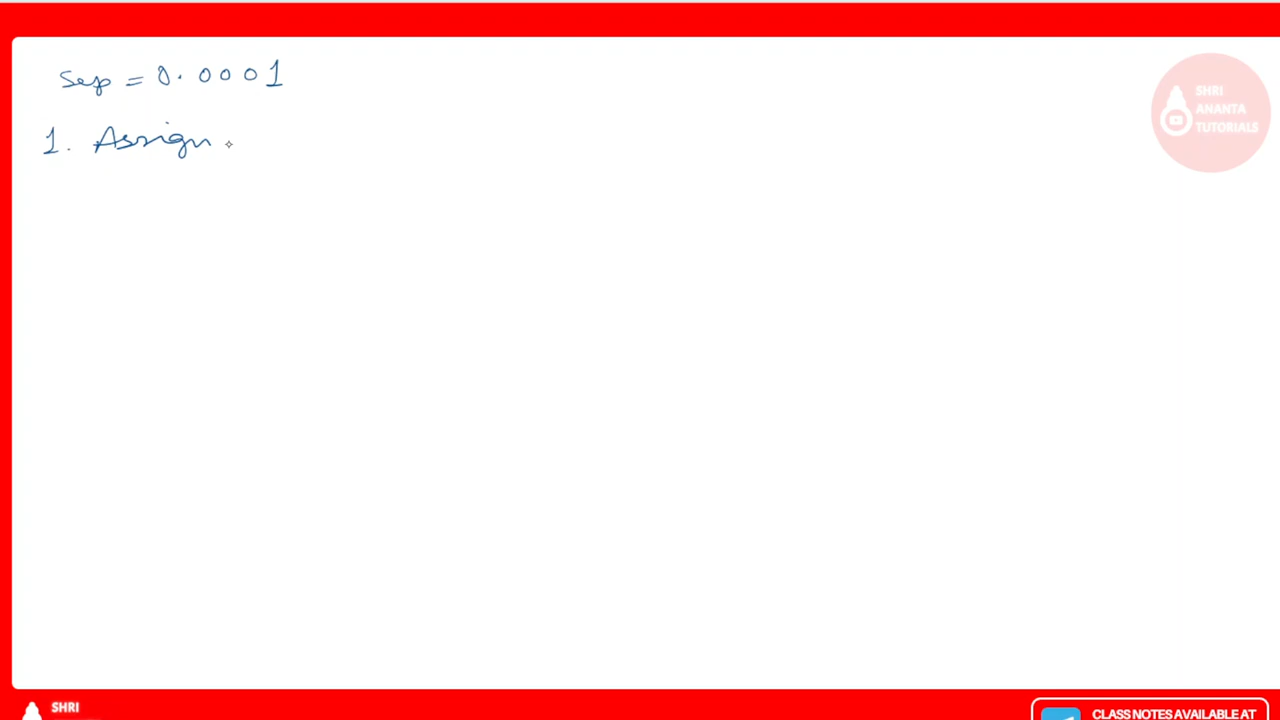 Sep = 0.0001
1. Assign
SHRI
ANANTA
TUTORIALS
SHRI
CLASS NOTES AVAILABLE AT